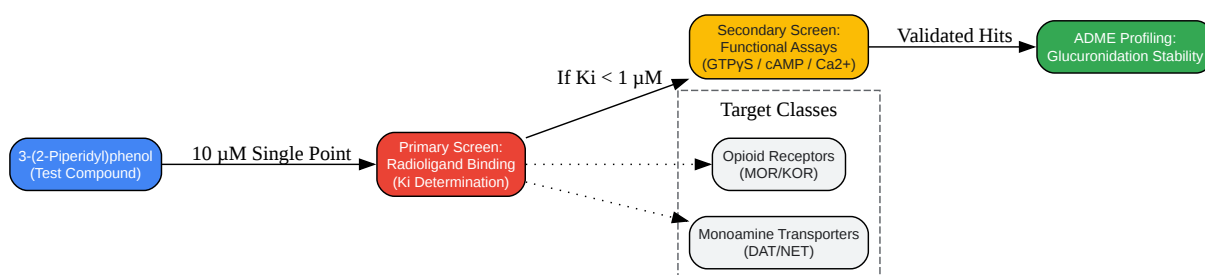 3-(2-Piperidyl)phenol
(Test Compound)
10 µM Single Point
Primary Screen:
Radioligand Binding
(Ki Determination)
If Ki < 1 µM
Secondary Screen:
Functional Assays
(GTPγS / cAMP / Ca2+)
Validated Hits
ADME Profiling:
Glucuronidation Stability
Target Classes
Opioid Receptors
(MOR/KOR)
Monoamine Transporters
(DAT/NET)